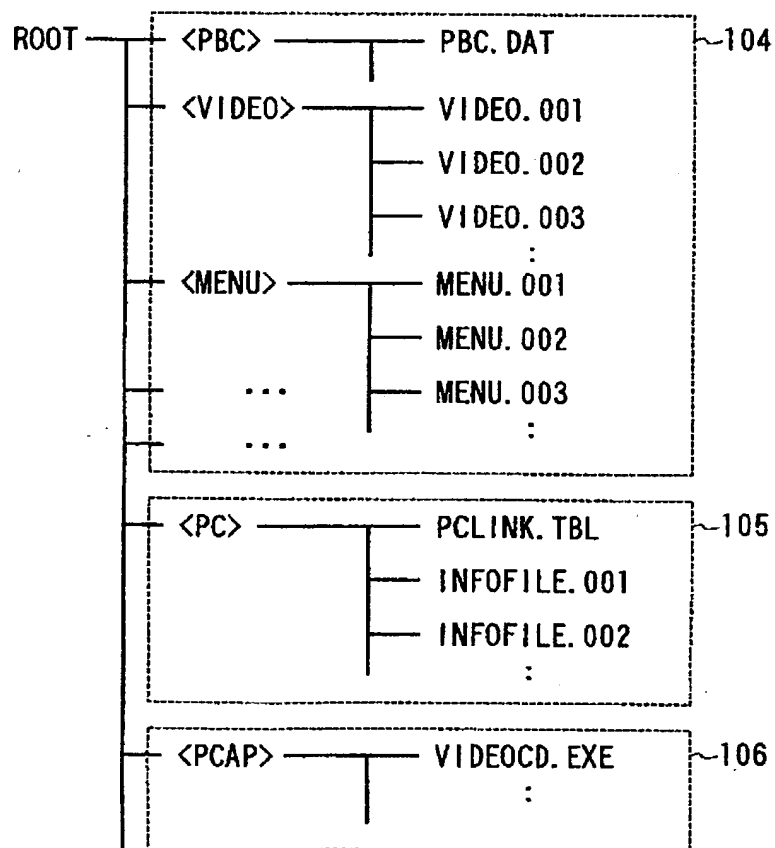 ROOT <PBC> PBC.DAT 104
<VIDEO> VIDEO.001
VIDEO.002
VIDEO.003
:
<MENU> MENU.001
MENU.002
... MENU.003
:
...
<PC> PCLINK.TBL 105
INFOFILE.001
INFOFILE.002
:
<PCAP> VIDEOCD.EXE 106
: